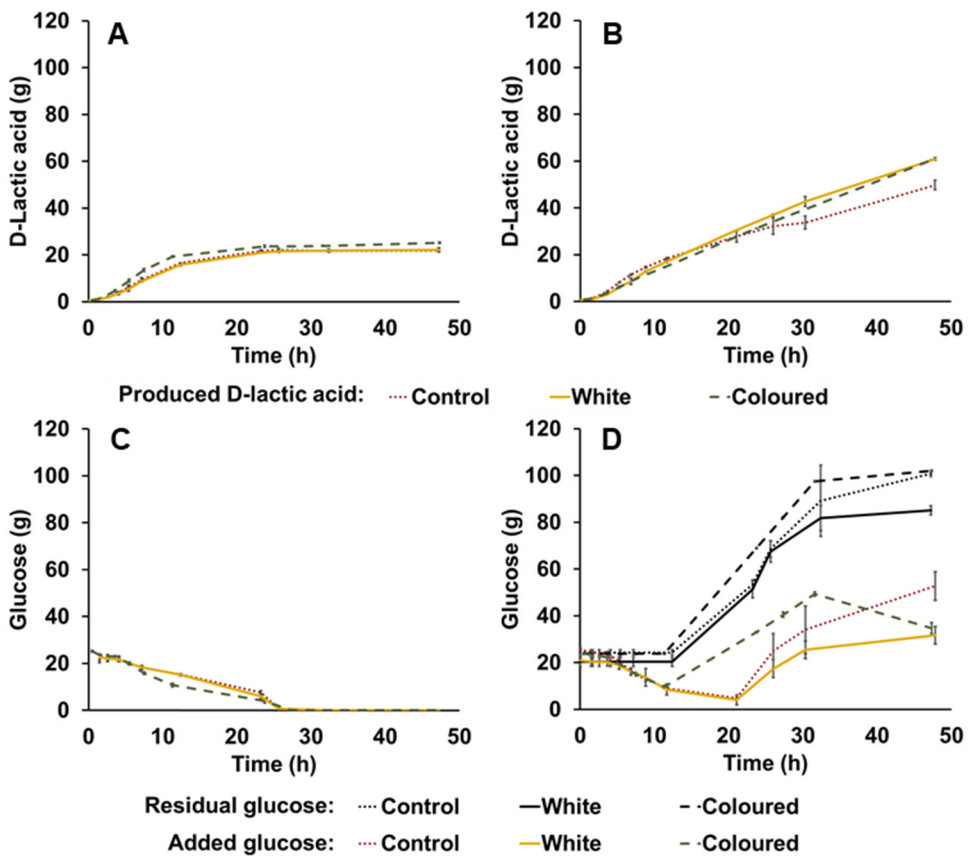 A
120
100
80
60
40
20
0
D-Lactic acid (g)
0 10 20 30 40 50
Time (h)
B
120
100
80
60
40
20
0
D-Lactic acid (g)
0 10 20 30 40 50
Time (h)
Produced D-lactic acid: Control White Coloured
C
120
100
80
60
40
20
0
Glucose (g)
0 10 20 30 40 50
Time (h)
D
120
100
80
60
40
20
0
Glucose (g)
0 10 20 30 40 50
Time (h)
Residual glucose: Control White Coloured
Added glucose: Control White Coloured